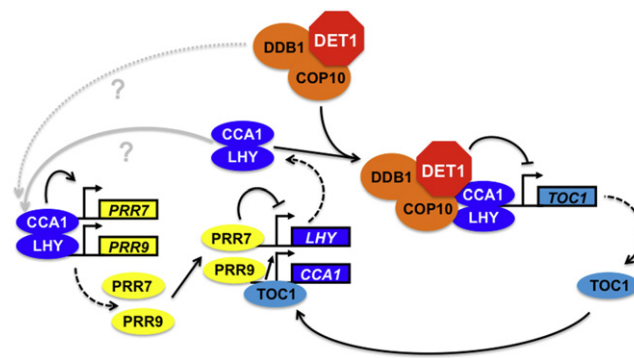 DDB1
DET1
COP10
?
?
CCA1
LHY
DDB1
DET1
COP10
CCA1
LHY
TOC1
CCA1
LHY
PRR7
PRR9
PRR7
PRR9
PRR7
LHY
PRR9
CCA1
TOC1
TOC1